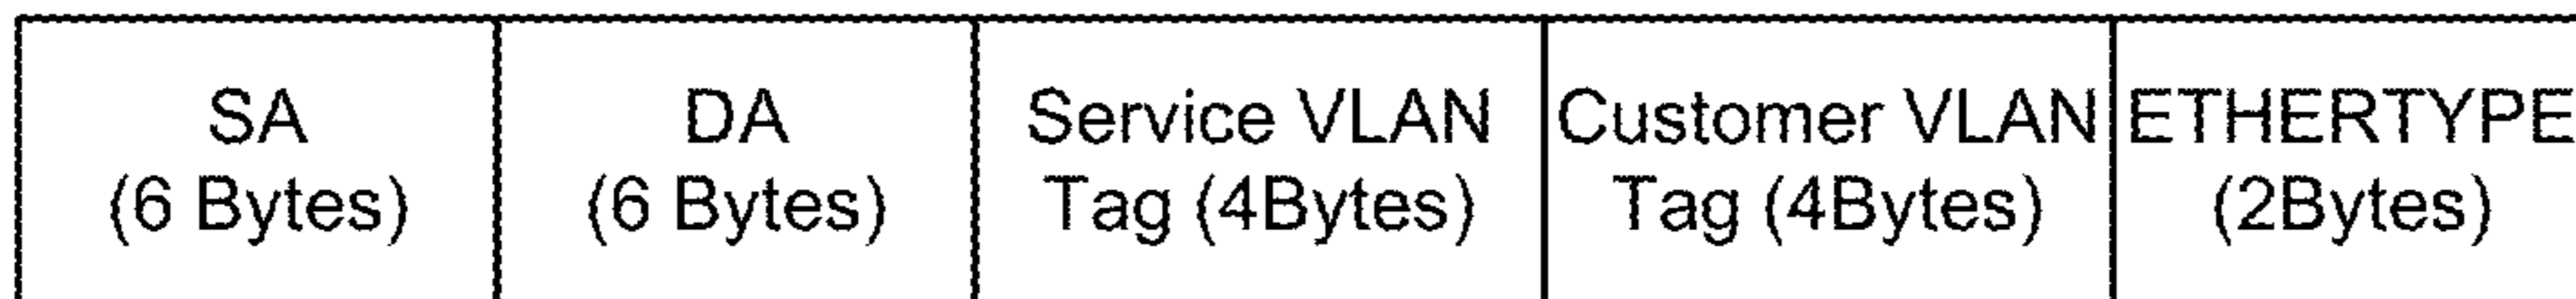 SA
(6 Bytes)
DA
(6 Bytes)
Service VLAN
Tag (4Bytes)
Customer VLAN
Tag (4Bytes)
ETHERTYPE
(2Bytes)